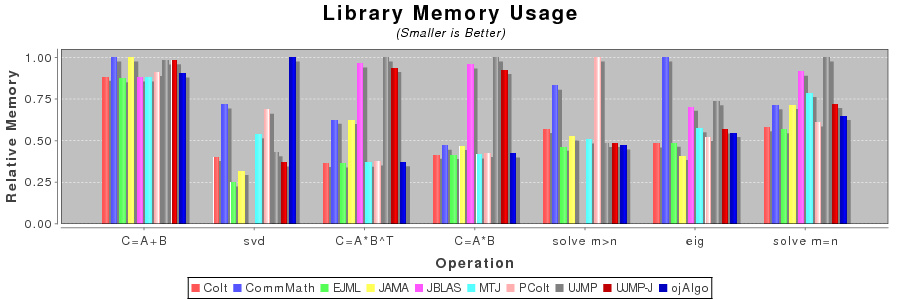 Library Memory Usage
(Smaller is Better)
Relative Memory
1.00
0.75
0.50
0.25
0.00
C=A+B svd C=A*B^T C=A*B solve m>n eig solve m=n
Operation
Colt CommMath EJML JAMA JBLAS MTJ PColt UJMP UJMP-J ojAlgo